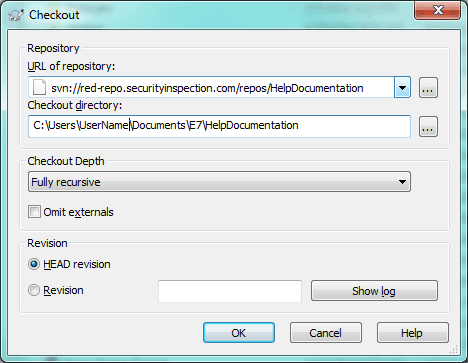 Checkout
Repository
URL of repository:
svn://red-repo.securityinspection.com/repos/HelpDocumentation
...
Checkout directory:
C:\Users\UserName\Documents\E7\HelpDocumentation
...
Checkout Depth
Fully recursive
Omit externals
Revision
HEAD revision
Revision
Show log
OK Cancel Help